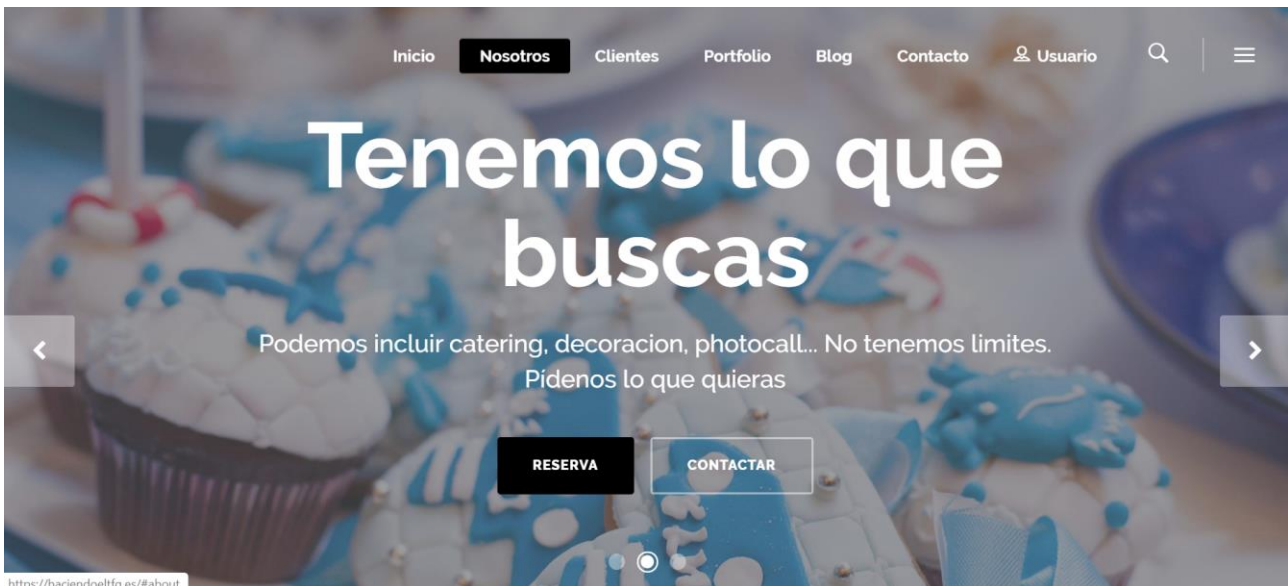 Inicio Nosotros Clientes Portfolio Blog Contacto Usuario
Tenemos lo que
buscas
Podemos incluir catering, decoracion, photocall... No tenemos limites.
Pídenos lo que quieras
RESERVA CONTACTAR
https://haciendoeltfg.es/#about